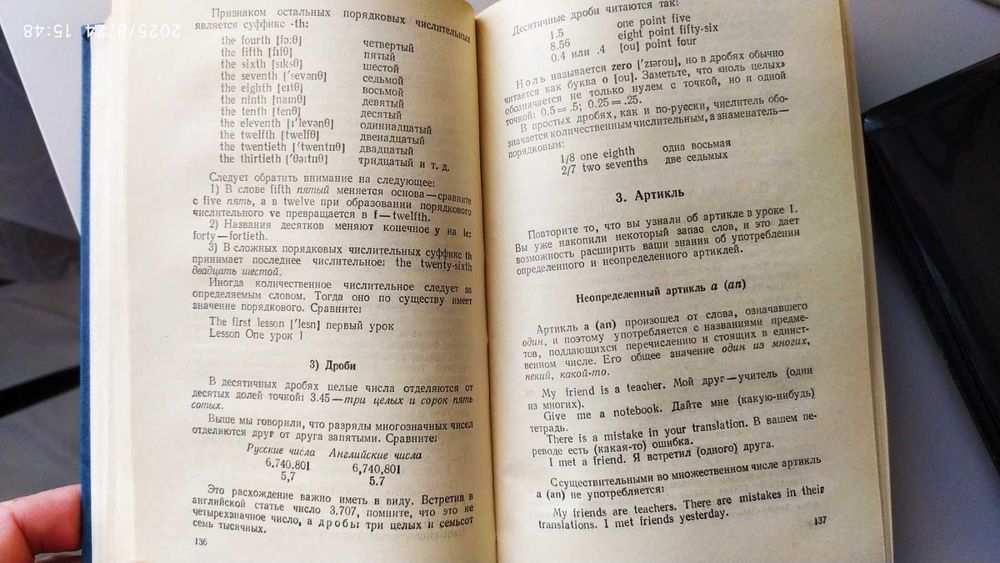 2025/8/24 15:48
Признаком остальных порядковых числительных
является суффикс -th:
the fourth [fɔ:θ] четвертый
the fifth [fɪfθ] пятый
the sixth [sɪksθ] шестой
the seventh ['sevənθ] седьмой
the eighth [eɪtθ] восьмой
the ninth [naɪnθ] девятый
the tenth [tenθ] десятый
the eleventh [ɪ'levənθ] одиннадцатый
the twelfth [twelfθ] двенадцатый
the twentieth ['twentɪɪθ] двадцатый
the thirtieth ['θə:tɪɪθ] тридцатый и т. д.
Следует обратить внимание на следующее:
1) В слове fifth пятый меняется основа — сравните
с five пять, а в twelve при образовании порядкового
числительного ve превращается в f — twelfth.
2) Названия десятков меняют конечное y на ie:
forty — fortieth.
3) В сложных порядковых числительных суффикс th
принимает последнее числительное: the twenty-sixth
двадцать шестой.
Иногда количественное числительное следует за
определяемым словом. Тогда оно по существу имеет
значение порядкового. Сравните:
The first lesson ['lesn] первый урок
Lesson One урок 1
3) Дроби
В десятичных дробях целые числа отделяются от
десятых долей точкой: 3.45 — три целых и сорок пять
сотых.
Выше мы говорили, что разряды многозначных чисел
отделяются друг от друга запятыми. Сравните:
Русские числа Английские числа
6.740.801 6,740,801
5,7 5.7
Это расхождение важно иметь в виду. Встретив в
английской статье число 3.707, помните, что это не
четырехзначное число, а дробь: три целых и семьсот
семь тысячных.
136
Десятичные дроби читаются так:
1.5 one point five
8.56 eight point fifty-six
0.4 или .4 [ou] point four
Ноль называется zero ['zɪərou], но в дробях обычно
читается как буква o [ou]. Заметьте, что «ноль целых»
обозначается не только нулем с точкой, но и одной
точкой: 0.5 = .5; 0.25 = .25.
В простых дробях, как и по-русски, числитель обо-
значается количественным числительным, а знаменатель —
порядковым:
1/8 one eighth одна восьмая
2/7 two sevenths две седьмых
3. Артикль
Повторите то, что вы узнали об артикле в уроке 1.
Вы уже накопили некоторый запас слов, и это дает
возможность расширить ваши знания об употреблении
определенного и неопределенного артиклей.
Неопределенный артикль a (an)
Артикль a (an) произошел от слова, означавшего
один, и поэтому употребляется с названиями предме-
тов, поддающихся перечислению и стоящих в единст-
венном числе. Его общее значение один из многих,
некий, какой-то.
My friend is a teacher. Мой друг — учитель (один
из многих).
Give me a notebook. Дайте мне (какую-нибудь)
тетрадь.
There is a mistake in your translation. В вашем пе-
реводе есть (какая-то) ошибка.
I met a friend. Я встретил (одного) друга.
С существительными во множественном числе артикль
a (an) не употребляется:
My friends are teachers. There are mistakes in their
translations. I met friends yesterday.
137